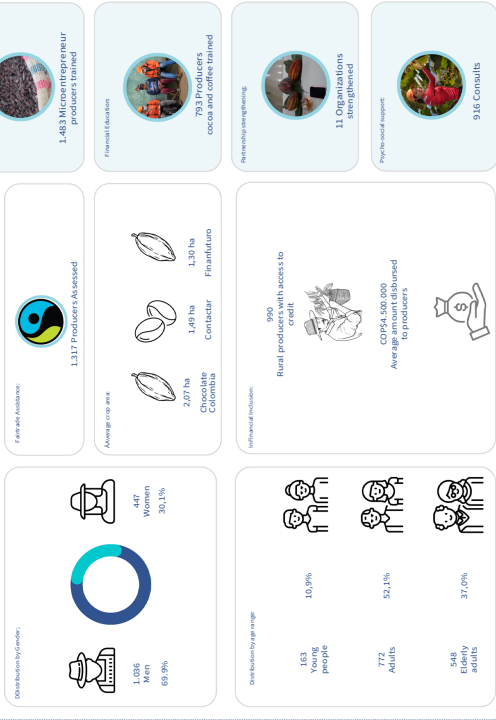 DDistribution by Gender;
1.036
Men
69.9%
447
Women
30,1%
Distribution by age range:
163
Young
people
10,9%
772
Adults
52,1%
548
Elderly
adults
37,0%
Fairtrade Assistance:
1.317 Producers Assessed
AAverage crop area:
2,07 ha
Chocolate
Colombia
1,49 ha
Contactar
1,30 ha
Finanfuturo
InFinancial Inclusion:
990
Rural producers with access to
credit
COP$4.500.000
Average amount disbursed
to producers
$
1.483 Microentrepreneur
producers trained
Financial Education:
793 Producers
cocoa and coffee trained
Partnership strengthening:
11 Organizations
strengthened
Psycho-social support:
916 Consults